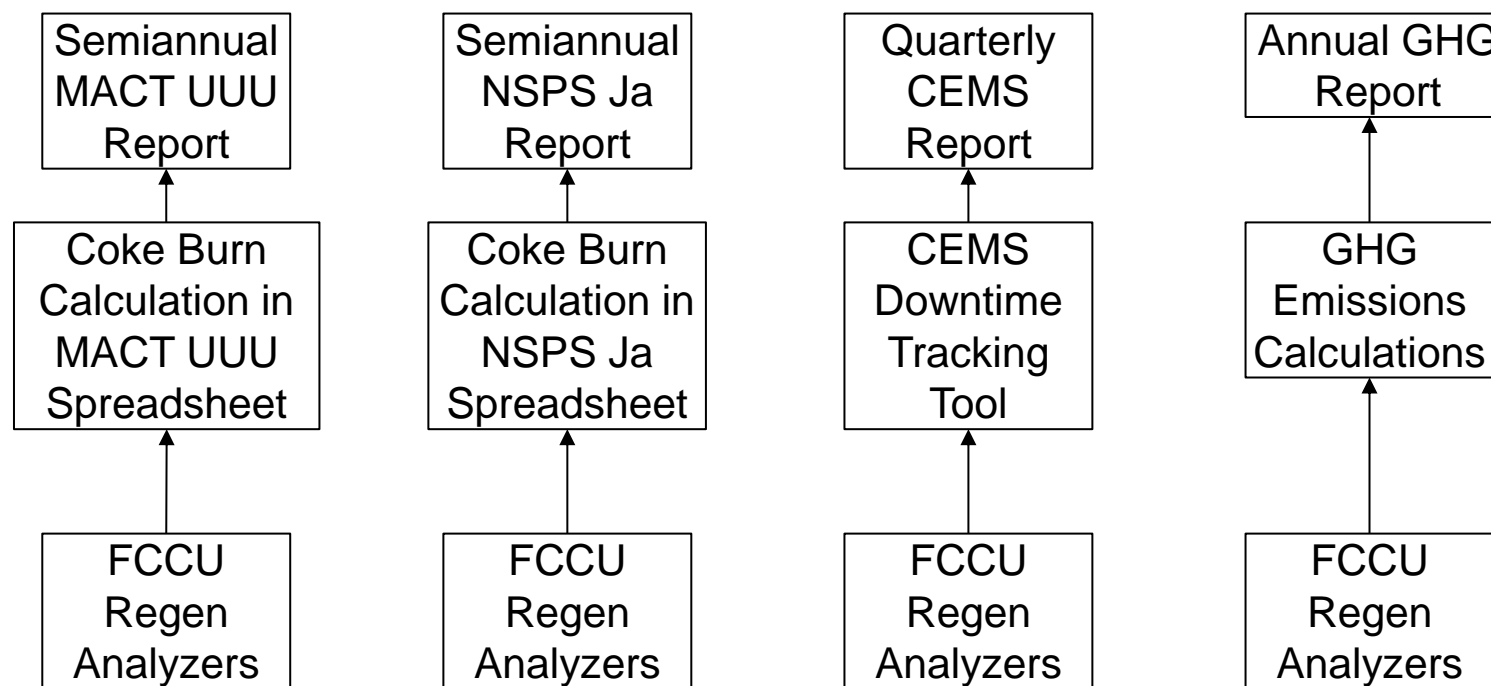 Semiannual
MACT UUU
Report
Semiannual
NSPS Ja
Report
Quarterly
CEMS
Report
Annual GHG
Report
Coke Burn
Calculation in
MACT UUU
Spreadsheet
Coke Burn
Calculation in
NSPS Ja
Spreadsheet
CEMS
Downtime
Tracking
Tool
GHG
Emissions
Calculations
FCCU
Regen
Analyzers
FCCU
Regen
Analyzers
FCCU
Regen
Analyzers
FCCU
Regen
Analyzers